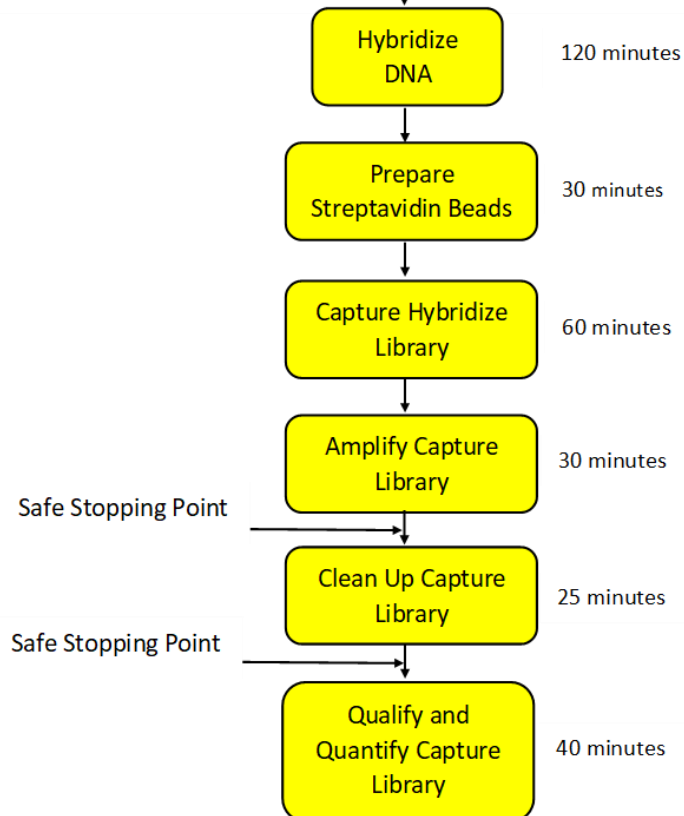 Hybridize
DNA
120 minutes
Prepare
Streptavidin Beads
30 minutes
Capture Hybridize
Library
60 minutes
Amplify Capture
Library
30 minutes
Safe Stopping Point
Clean Up Capture
Library
25 minutes
Safe Stopping Point
Qualify and
Quantify Capture
Library
40 minutes